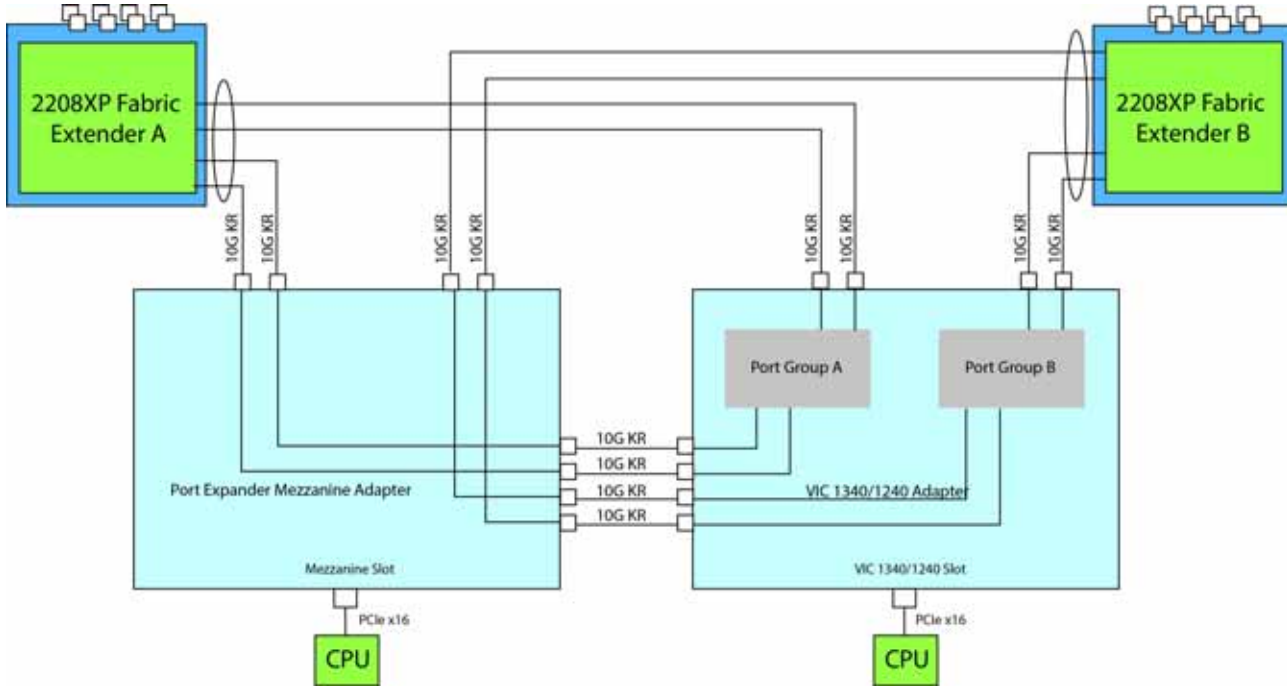 2208XP Fabric
Extender A
2208XP Fabric
Extender B
10G KR
10G KR
10G KR
10G KR
10G KR
10G KR
10G KR
10G KR
Port Group A
Port Group B
10G KR
10G KR
10G KR
10G KR
Port Expander Mezzanine Adapter
VIC 1340/1240 Adapter
Mezzanine Slot
VIC 1340/1240 Slot
PCIe x16
PCIe x16
CPU
CPU